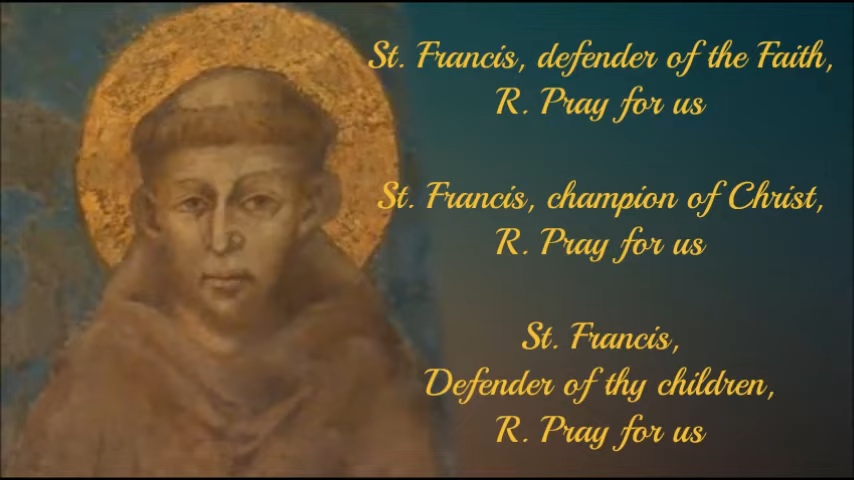 St. Francis, defender of the Faith,
R. Pray for us
St. Francis, champion of Christ,
R. Pray for us
St. Francis,
Defender of thy children,
R. Pray for us